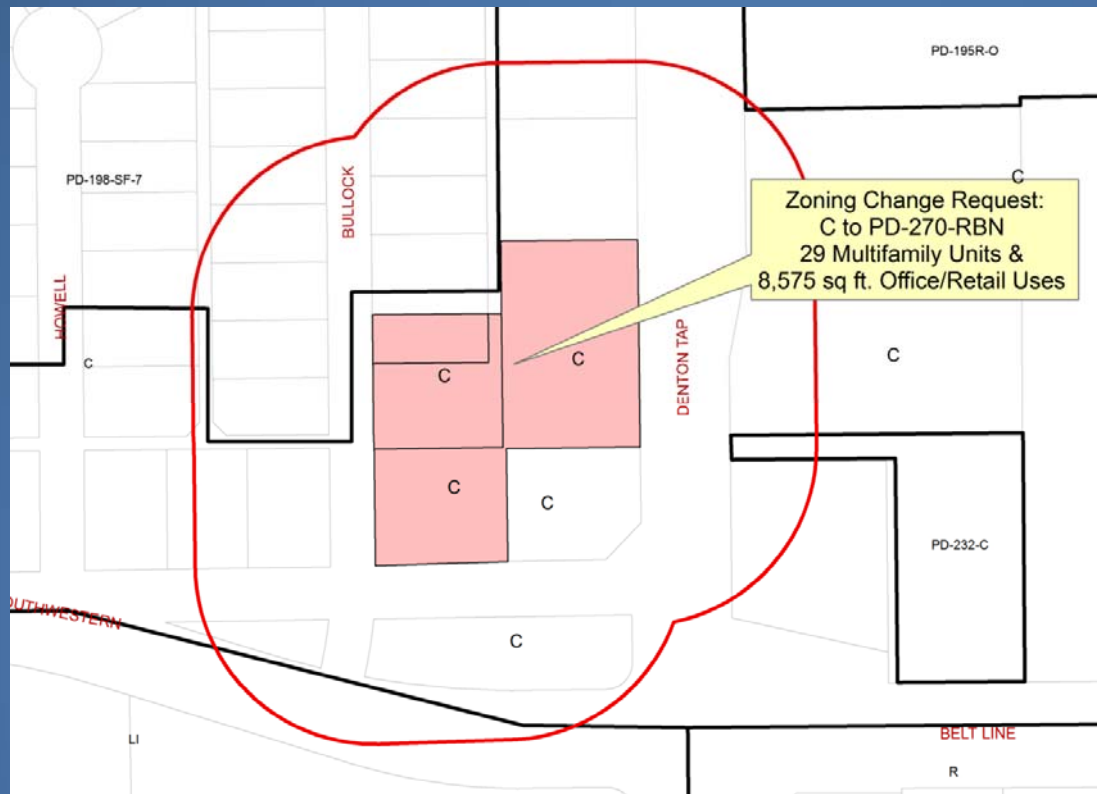 PD-195R-O
PD-198-SF-7
C
BULLOCK
Zoning Change Request:
C to PD-270-RBN
29 Multifamily Units &
8,575 sq ft. Office/Retail Uses
HOWELL
C
C
C
DENTON TAP
C
C
C
C
PD-232-C
OUTHWESTERN
C
LI
BELT LINE
R